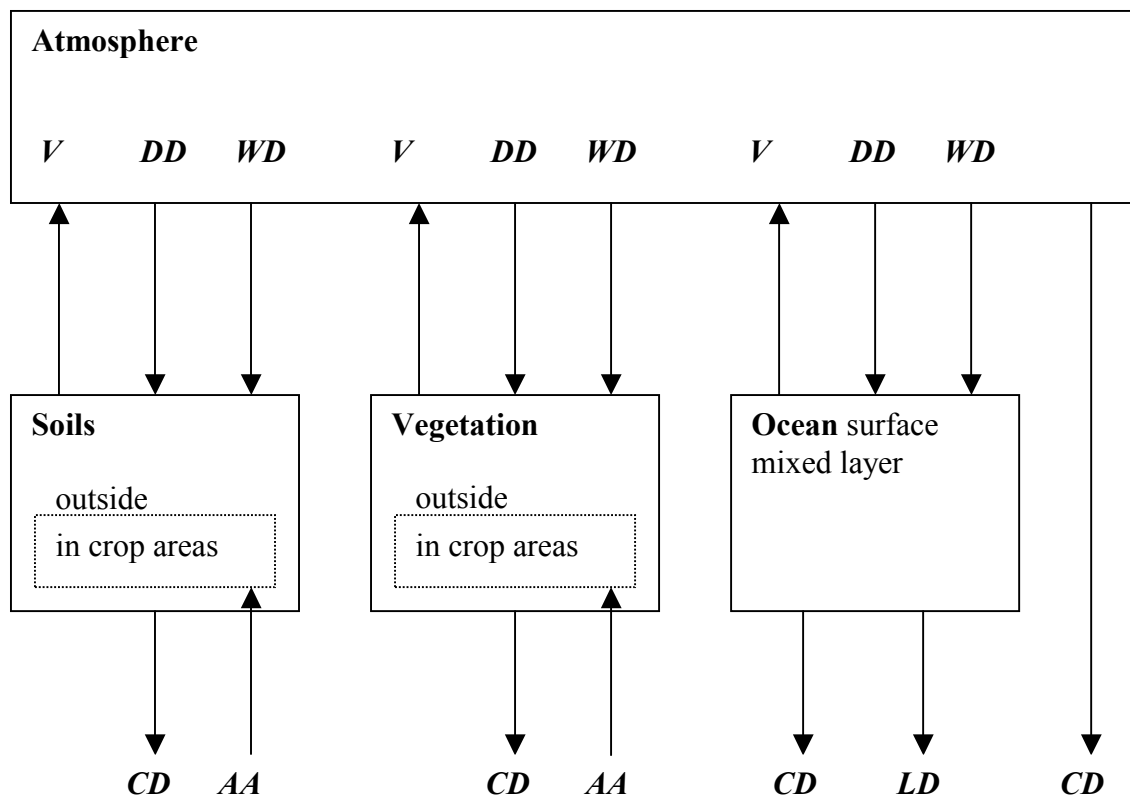 Atmosphere
V DD WD V DD WD V DD WD
Soils
outside
in crop areas
Vegetation
outside
in crop areas
Ocean surface
mixed layer
CD AA CD AA CD LD CD